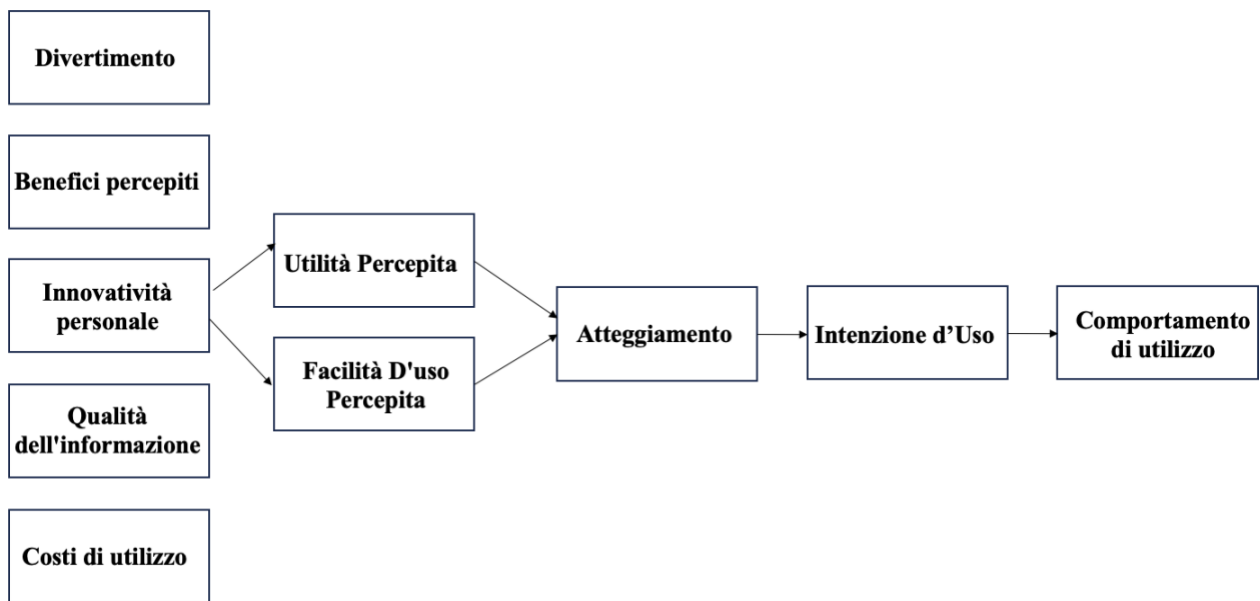 Divertimento
Benefici percepiti
Innovatività
personale
Qualità
dell'informazione
Costi di utilizzo
Utilità Percepita
Facilità D'uso
Percepita
Atteggiamento
Intenzione d’Uso
Comportamento
di utilizzo